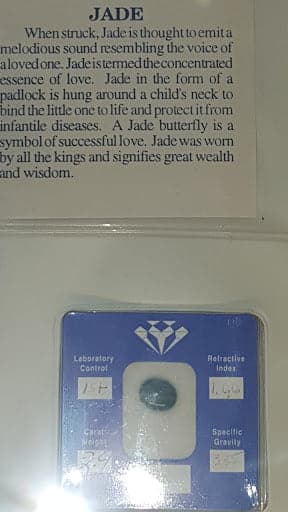 JADE
When struck, Jade is thought to emit a
melodious sound resembling the voice of
a loved one. Jade is termed the concentrated
essence of love. Jade in the form of a
padlock is hung around a child's neck to
bind the little one to life and protect it from
infantile diseases. A Jade butterfly is a
symbol of successful love. Jade was worn
by all the kings and signifies great wealth
and wisdom.
Laboratory
Control
Refractive
Index
1.66
Carat
Weight
Specific
Gravity